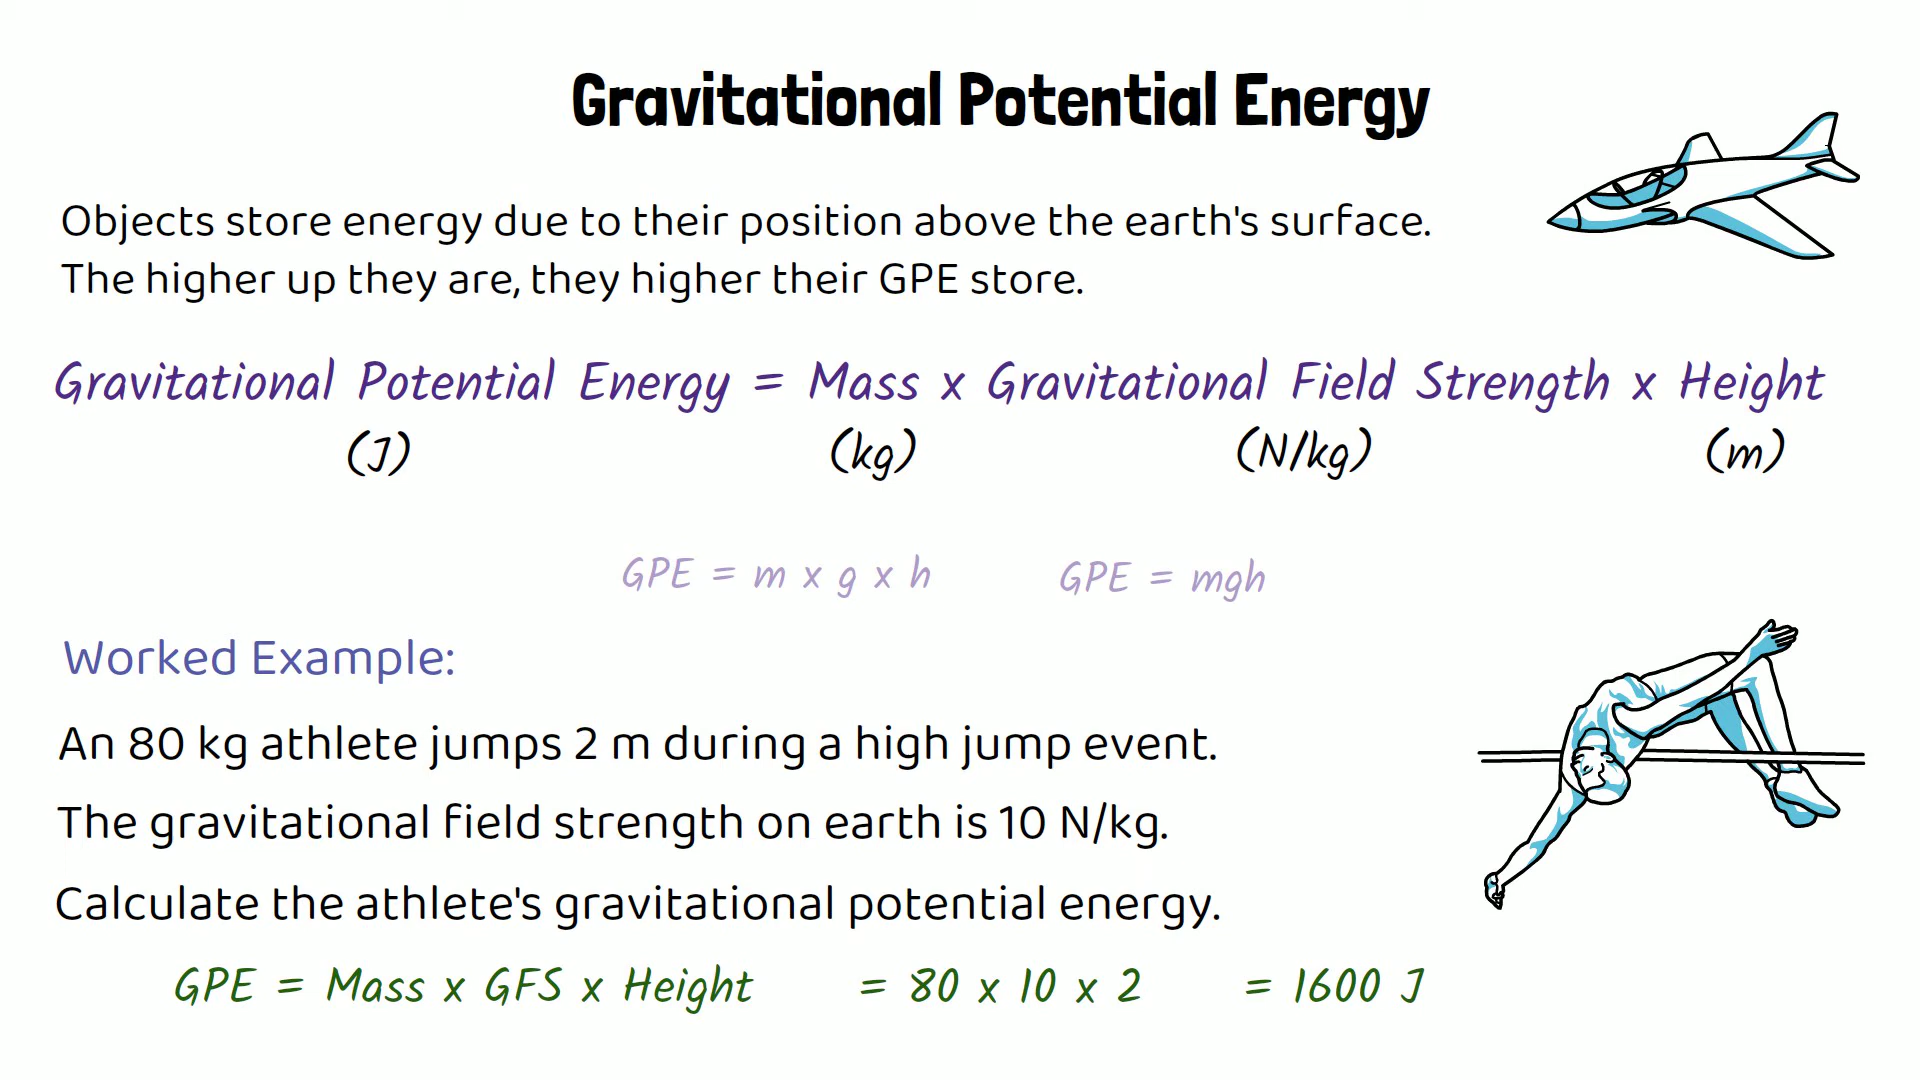 Gravitational Potential Energy
Objects store energy due to their position above the earth's surface.
The higher up they are, they higher their GPE store.
Gravitational Potential Energy = Mass x Gravitational Field Strength x Height
(J) (kg) (N/kg) (m)
GPE = m x g x h GPE = mgh
Worked Example:
An 80 kg athlete jumps 2 m during a high jump event.
The gravitational field strength on earth is 10 N/kg.
Calculate the athlete's gravitational potential energy.
GPE = Mass x GFS x Height = 80 x 10 x 2 = 1600 J